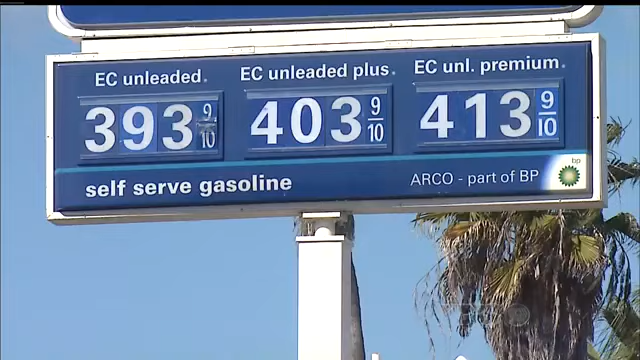 EC unleaded.
EC unleaded plus.
EC unl. premium.
393 9/10
403 9/10
413 9/10
self serve gasoline
ARCO - part of BP
bp